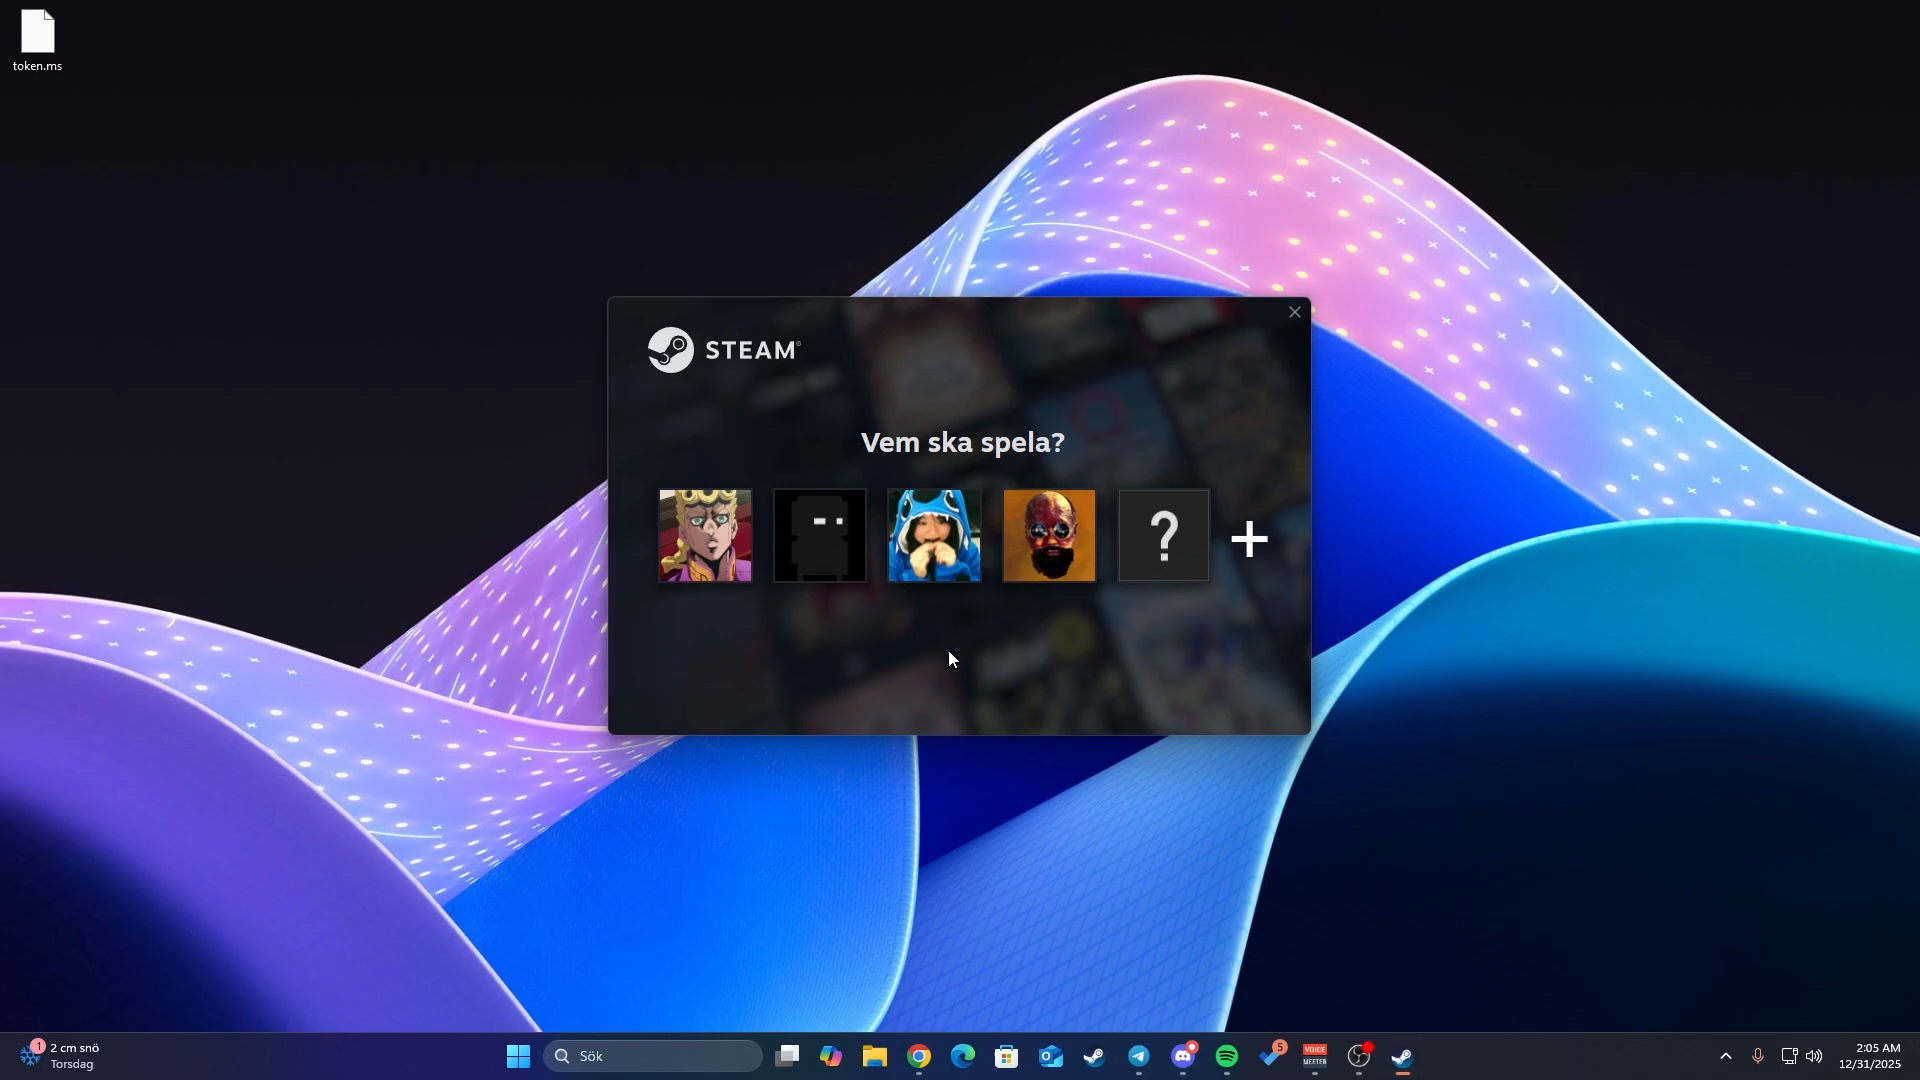 token.ms
STEAM®
Vem ska spela?
?
1
2 cm snö
Torsdag
Sök
5
VOICE
MEETER
2:05 AM
12/31/2025